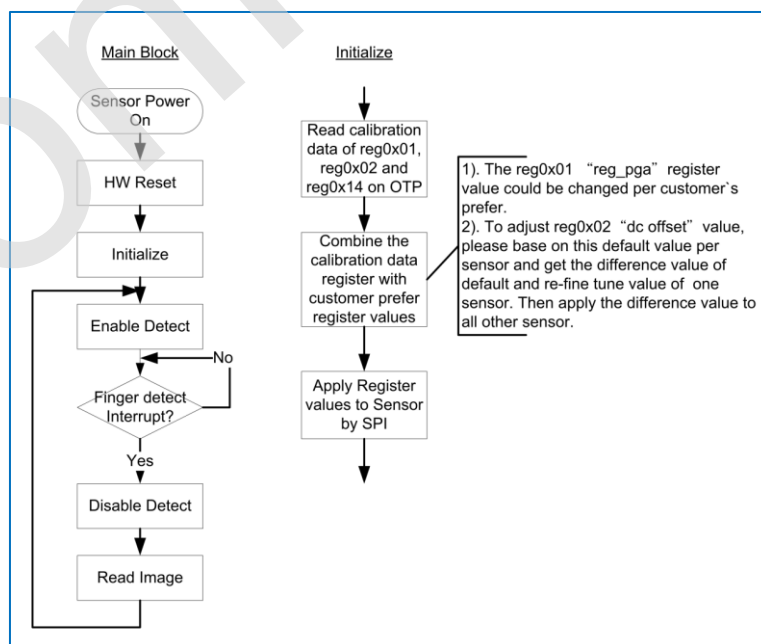 Main Block
Sensor Power
On
HW Reset
Initialize
Enable Detect
No
Finger detect
Interrupt?
Yes
Disable Detect
Read Image
Initialize
Read calibration
data of reg0x01,
reg0x02 and
reg0x14 on OTP
Combine the
calibration data
register with
customer prefer
register values
Apply Register
values to Sensor
by SPI
1). The reg0x01 “reg_pga” register
value could be changed per customer`s
prefer.
2). To adjust reg0x02 “dc offset” value,
please base on this default value per
sensor and get the difference value of
default and re-fine tune value of one
sensor. Then apply the difference value to
all other sensor.